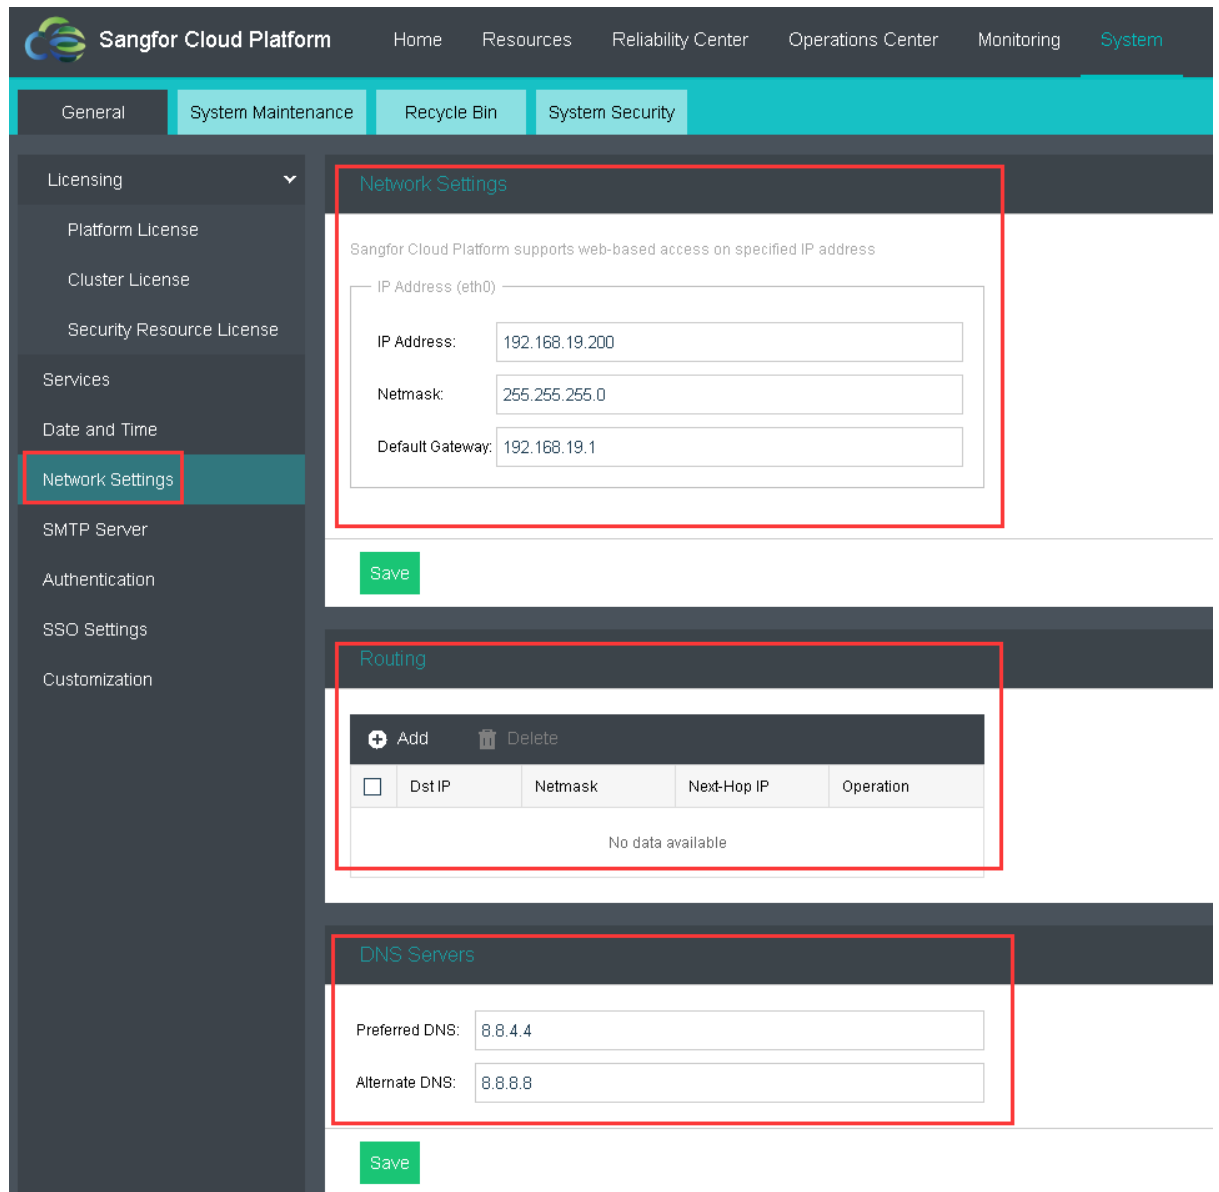 Sangfor Cloud Platform Home Resources Reliability Center Operations Center Monitoring System
General System Maintenance Recycle Bin System Security
Licensing
Platform License
Cluster License
Security Resource License
Services
Date and Time
Network Settings
SMTP Server
Authentication
SSO Settings
Customization
Network Settings
Sangfor Cloud Platform supports web-based access on specified IP address
IP Address (eth0)
IP Address: 192.168.19.200
Netmask: 255.255.255.0
Default Gateway: 192.168.19.1
Save
Routing
Add Delete
Dst IP Netmask Next-Hop IP Operation
No data available
DNS Servers
Preferred DNS: 8.8.4.4
Alternate DNS: 8.8.8.8
Save